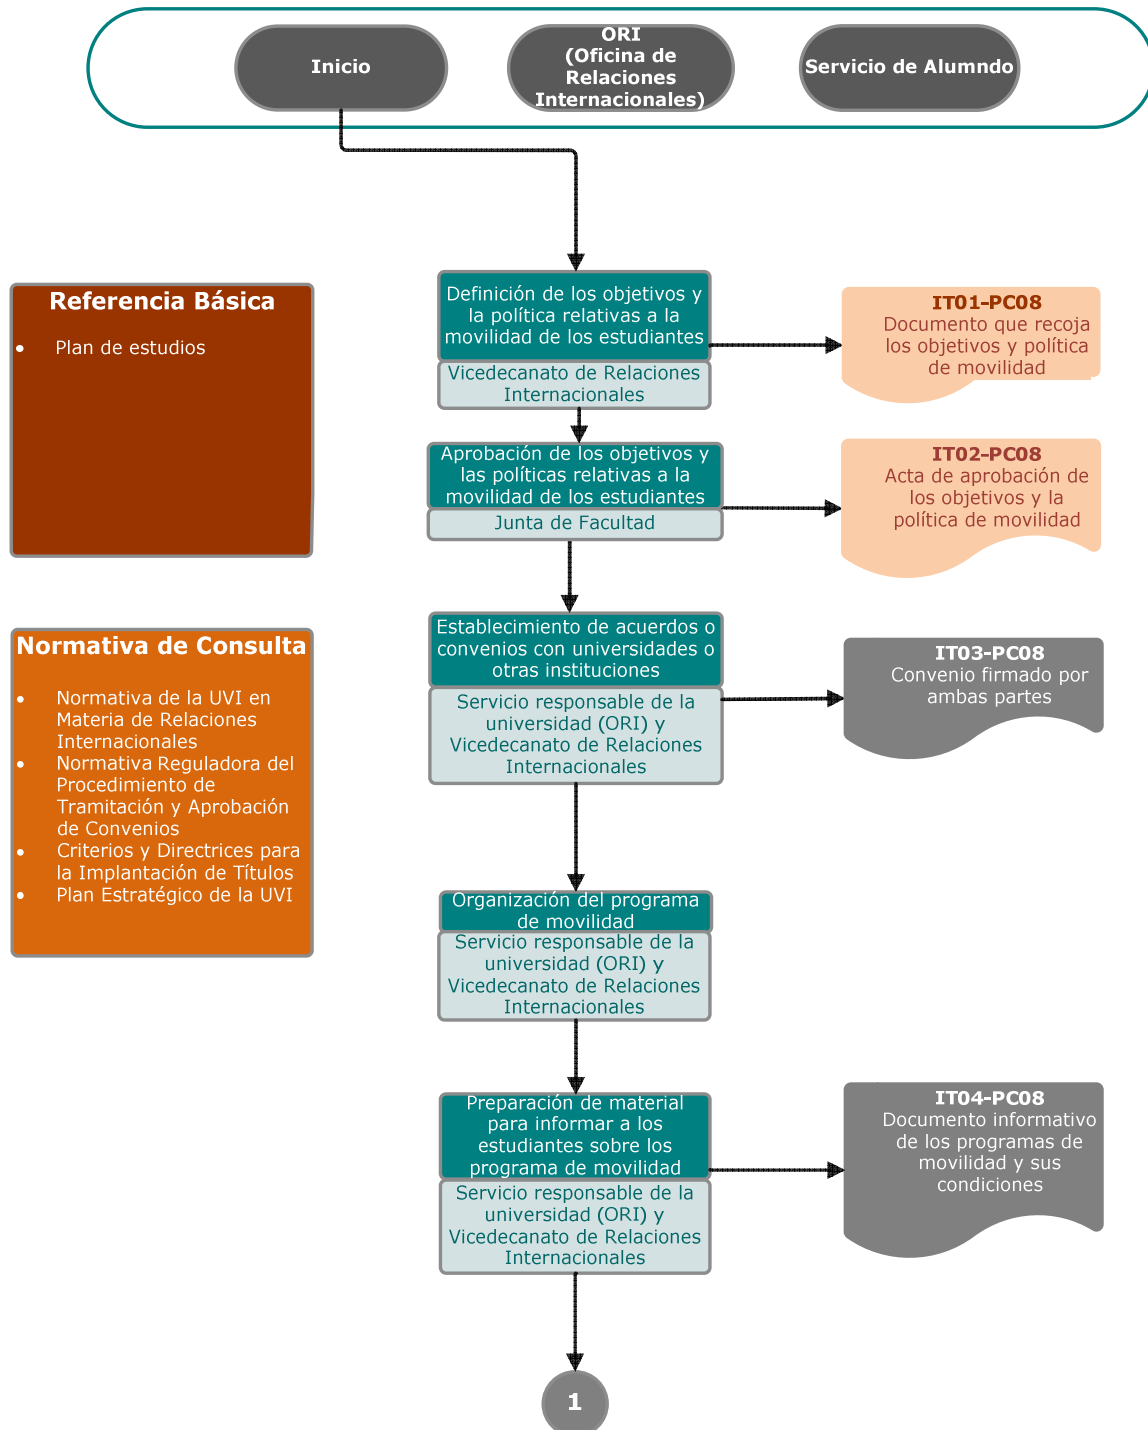 Inicio
ORI
(Oficina de
Relaciones
Internacionales)
Servicio de Alumndo
Referencia Básica
• Plan de estudios
Normativa de Consulta
• Normativa de la UVI en
Materia de Relaciones
Internacionales
• Normativa Reguladora del
Procedimiento de
Tramitación y Aprobación
de Convenios
• Criterios y Directrices para
la Implantación de Títulos
• Plan Estratégico de la UVI
Definición de los objetivos y
la política relativas a la
movilidad de los estudiantes
Vicedecanato de Relaciones
Internacionales
IT01-PC08
Documento que recoja
los objetivos y política
de movilidad
Aprobación de los objetivos y
las políticas relativas a la
movilidad de los estudiantes
Junta de Facultad
IT02-PC08
Acta de aprobación de
los objetivos y la
política de movilidad
Establecimiento de acuerdos o
convenios con universidades o
otras instituciones
Servicio responsable de la
universidad (ORI) y
Vicedecanato de Relaciones
Internacionales
IT03-PC08
Convenio firmado por
ambas partes
Organización del programa
de movilidad
Servicio responsable de la
universidad (ORI) y
Vicedecanato de Relaciones
Internacionales
Preparación de material
para informar a los
estudiantes sobre los
programa de movilidad
Servicio responsable de la
universidad (ORI) y
Vicedecanato de Relaciones
Internacionales
IT04-PC08
Documento informativo
de los programas de
movilidad y sus
condiciones
1